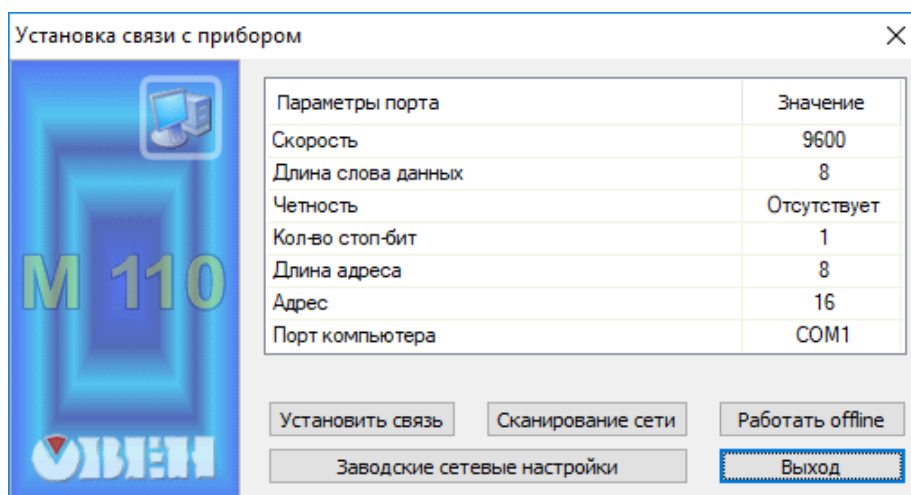 Установка связи с прибором
Параметры порта Значение
Скорость 9600
Длина слова данных 8
Четность Отсутствует
Кол-во стоп-бит 1
Длина адреса 8
Адрес 16
Порт компьютера COM1
М 110
ОВЕН
Установить связь Сканирование сети Работать offline
Заводские сетевые настройки Выход